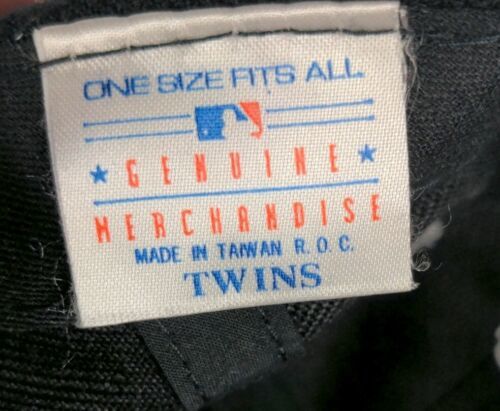 ONE SIZE FITS ALL
GENUINE
MERCHANDISE
MADE IN TAIWAN R. O. C.
TWINS